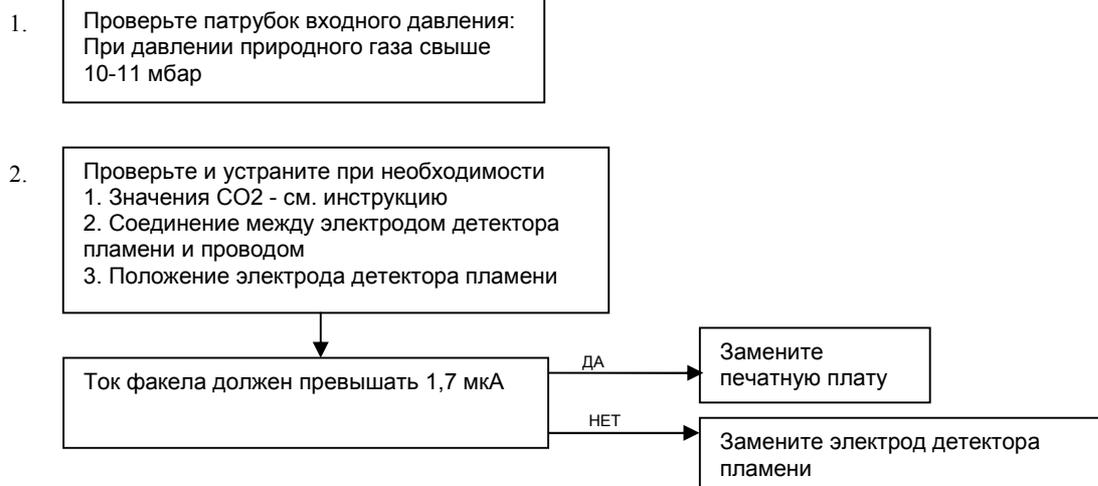 1.
Проверьте патрубок входного давления:
При давлении природного газа свыше
10-11 мбар
2.
Проверьте и устраните при необходимости
1. Значения СО2 - см. инструкцию
2. Соединение между электродом детектора
пламени и проводом
3. Положение электрода детектора пламени
Ток факела должен превышать 1,7 мкА
ДА
Замените
печатную плату
НЕТ
Замените электрод детектора
пламени